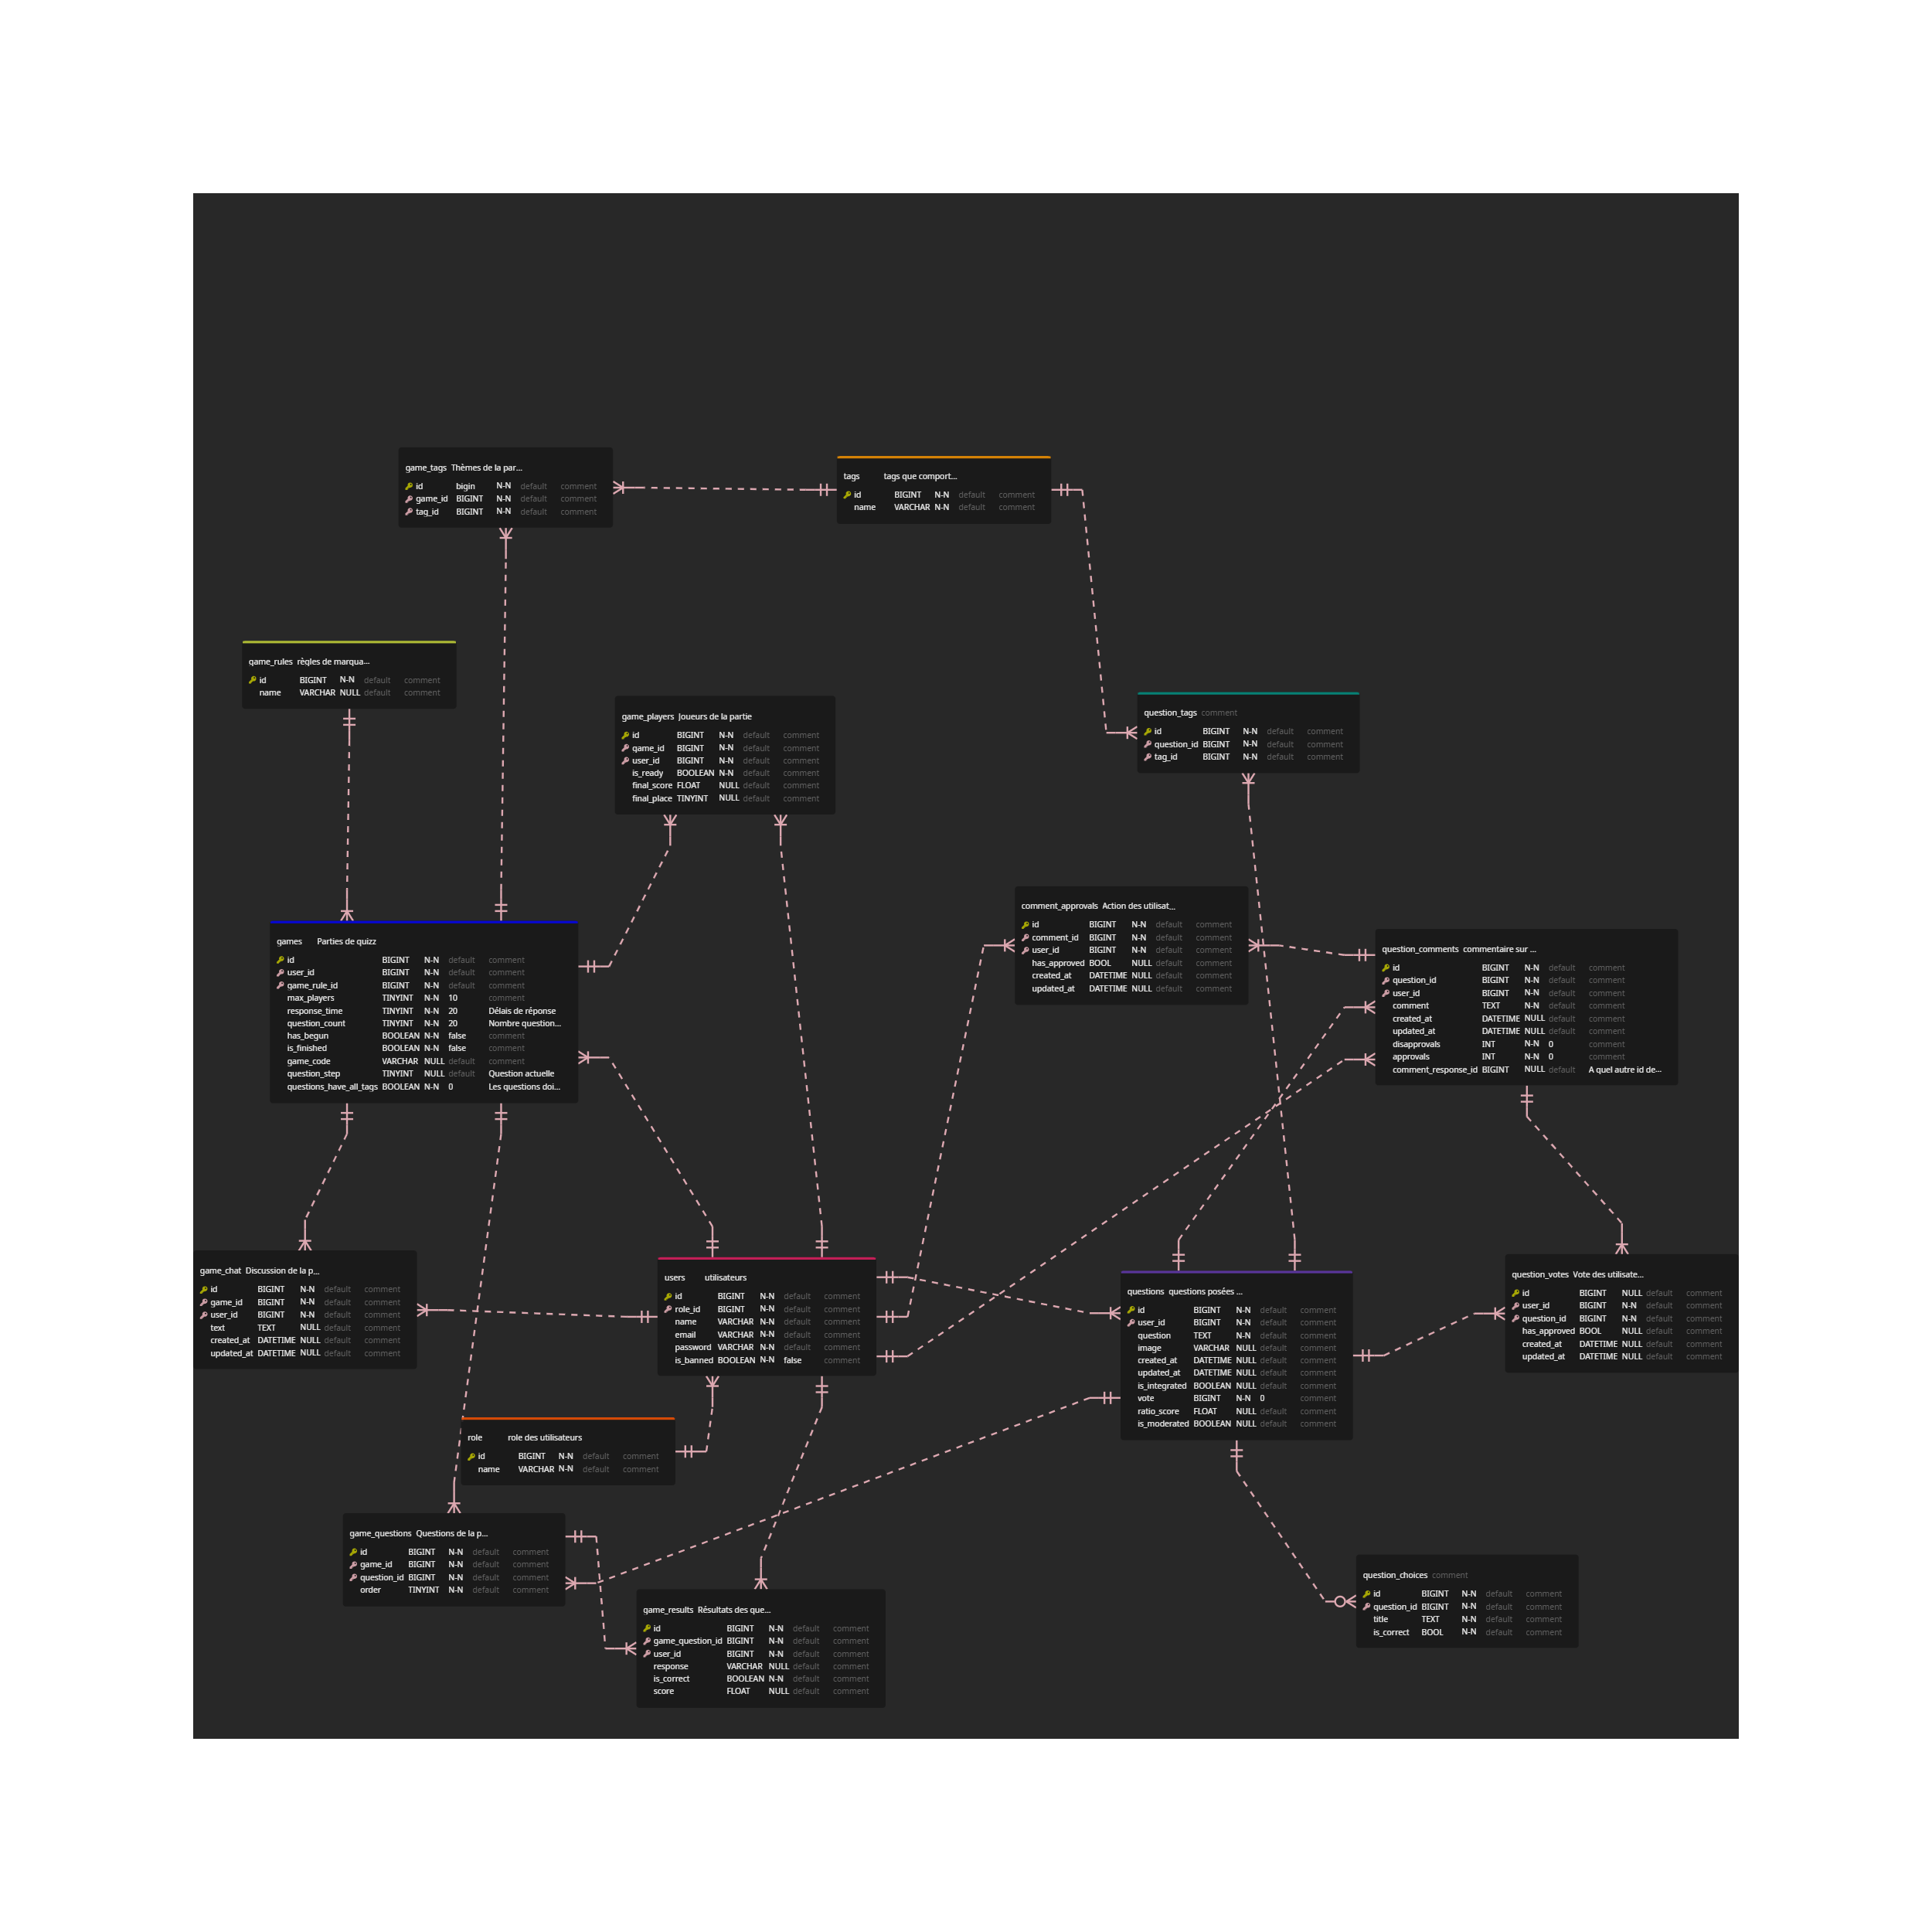 game_tags Thèmes de la par...
id bigin N-N default comment
game_id BIGINT N-N default comment
tag_id BIGINT N-N default comment
tags tags que comport...
id BIGINT N-N default comment
name VARCHAR N-N default comment
game_rules règles de marqua...
id BIGINT N-N default comment
name VARCHAR NULL default comment
game_players Joueurs de la partie
id BIGINT N-N default comment
game_id BIGINT N-N default comment
user_id BIGINT N-N default comment
is_ready BOOLEAN N-N default comment
final_score FLOAT NULL default comment
final_place TINYINT NULL default comment
question_tags comment
id BIGINT N-N default comment
question_id BIGINT N-N default comment
tag_id BIGINT N-N default comment
comment_approvals Action des utilisat...
id BIGINT N-N default comment
comment_id BIGINT N-N default comment
user_id BIGINT N-N default comment
has_approved BOOL NULL default comment
created_at DATETIME NULL default comment
updated_at DATETIME NULL default comment
games Parties de quizz
id BIGINT N-N default comment
user_id BIGINT N-N default comment
game_rule_id BIGINT N-N default comment
max_players TINYINT N-N 10 comment
response_time TINYINT N-N 20 Délais de réponse
question_count TINYINT N-N 20 Nombre question...
has_begun BOOLEAN N-N false comment
is_finished BOOLEAN N-N false comment
game_code VARCHAR NULL default comment
question_step TINYINT NULL default Question actuelle
questions_have_all_tags BOOLEAN N-N 0 Les questions doi...
question_comments commentaire sur ...
id BIGINT N-N default comment
question_id BIGINT N-N default comment
user_id BIGINT N-N default comment
comment TEXT N-N default comment
created_at DATETIME NULL default comment
updated_at DATETIME NULL default comment
disapprovals INT N-N 0 comment
approvals INT N-N 0 comment
comment_response_id BIGINT NULL default A quel autre id de...
game_chat Discussion de la p...
id BIGINT N-N default comment
game_id BIGINT N-N default comment
user_id BIGINT N-N default comment
text TEXT NULL default comment
created_at DATETIME NULL default comment
updated_at DATETIME NULL default comment
users utilisateurs
id BIGINT N-N default comment
role_id BIGINT N-N default comment
name VARCHAR N-N default comment
email VARCHAR N-N default comment
password VARCHAR N-N default comment
is_banned BOOLEAN N-N false comment
questions questions posées ...
id BIGINT N-N default comment
user_id BIGINT N-N default comment
question TEXT N-N default comment
image VARCHAR NULL default comment
created_at DATETIME NULL default comment
updated_at DATETIME NULL default comment
is_integrated BOOLEAN NULL default comment
vote BIGINT N-N 0 comment
ratio_score FLOAT NULL default comment
is_moderated BOOLEAN NULL default comment
question_votes Vote des utilisate...
id BIGINT NULL default comment
user_id BIGINT N-N default comment
question_id BIGINT N-N default comment
has_approved BOOL NULL default comment
created_at DATETIME NULL default comment
updated_at DATETIME NULL default comment
role role des utilisateurs
id BIGINT N-N default comment
name VARCHAR N-N default comment
game_questions Questions de la p...
id BIGINT N-N default comment
game_id BIGINT N-N default comment
question_id BIGINT N-N default comment
order TINYINT N-N default comment
game_results Résultats des que...
id BIGINT N-N default comment
game_question_id BIGINT N-N default comment
user_id BIGINT N-N default comment
response VARCHAR NULL default comment
is_correct BOOLEAN N-N default comment
score FLOAT NULL default comment
question_choices comment
id BIGINT N-N default comment
question_id BIGINT N-N default comment
title TEXT N-N default comment
is_correct BOOL N-N default comment